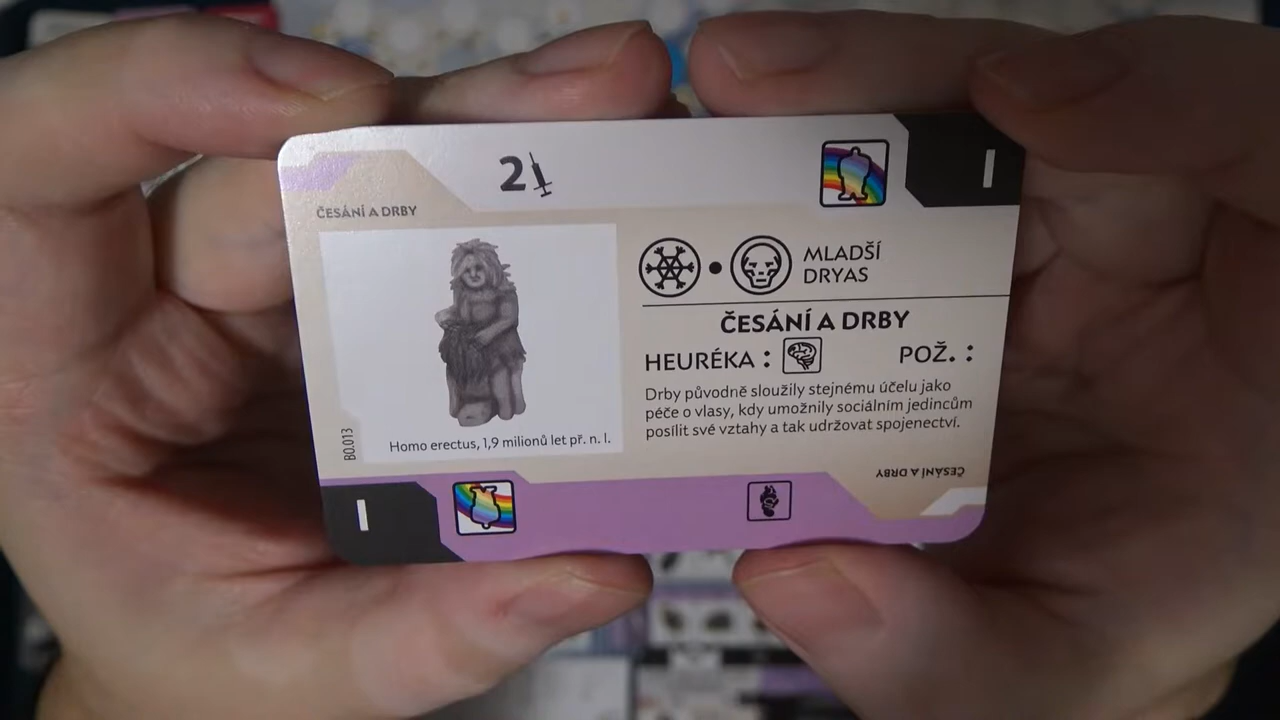 2
I
ČESÁNÍ A DRBY
MLADŠÍ
DRYAS
ČESÁNÍ A DRBY
HEURÉKA :
POŽ. :
Drby původně sloužily stejnému účelu jako
péče o vlasy, kdy umožnily sociálním jedincům
posílit své vztahy a tak udržovat spojenectví.
BO.013
Homo erectus, 1,9 milionů let př. n. l.
ČESÁNÍ A DRBY
I